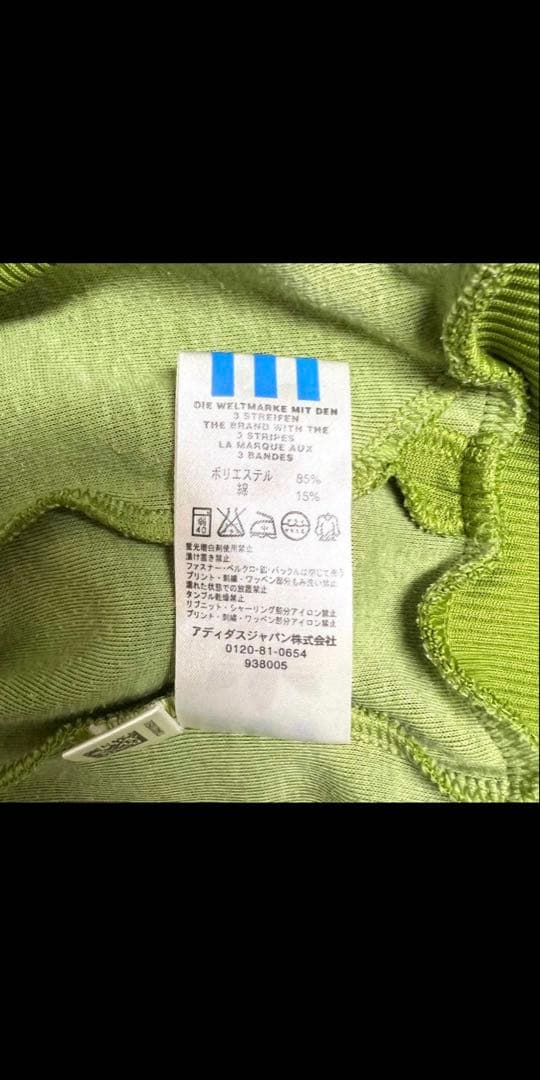 DIE WELTMARKE MIT DEN
3 STREIFEN
THE BRAND WITH THE
3 STRIPES
LA MARQUE AUX
3 BANDES
ポリエステル 85%
綿 15%
40
蛍光増白剤使用禁止
漬け置き禁止
ファスナー・ベルクロ・釦・バックルは閉じて洗う
プリント・刺繍・ワッペン部分もみ洗い禁止
濡れた状態での放置禁止
タンブル乾燥禁止
リブニット・シャーリング部分アイロン禁止
プリント・刺繍・ワッペン部分アイロン禁止
アディダスジャパン株式会社
0120-81-0654
938005